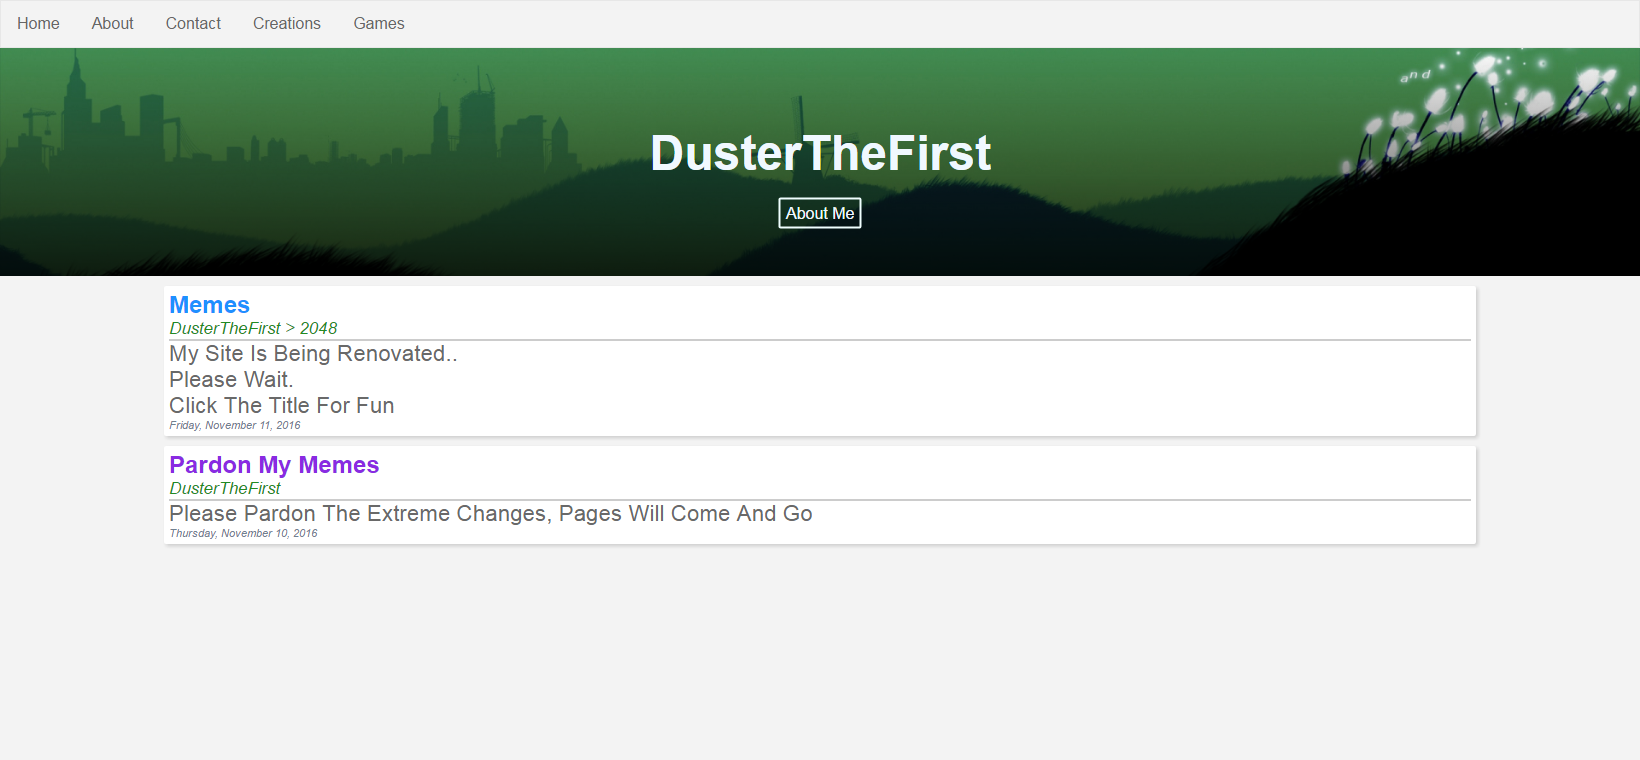 Home About Contact Creations Games
and
DusterTheFirst
About Me
Memes
DusterTheFirst > 2048
My Site Is Being Renovated..
Please Wait.
Click The Title For Fun
Friday, November 11, 2016
Pardon My Memes
DusterTheFirst
Please Pardon The Extreme Changes, Pages Will Come And Go
Thursday, November 10, 2016